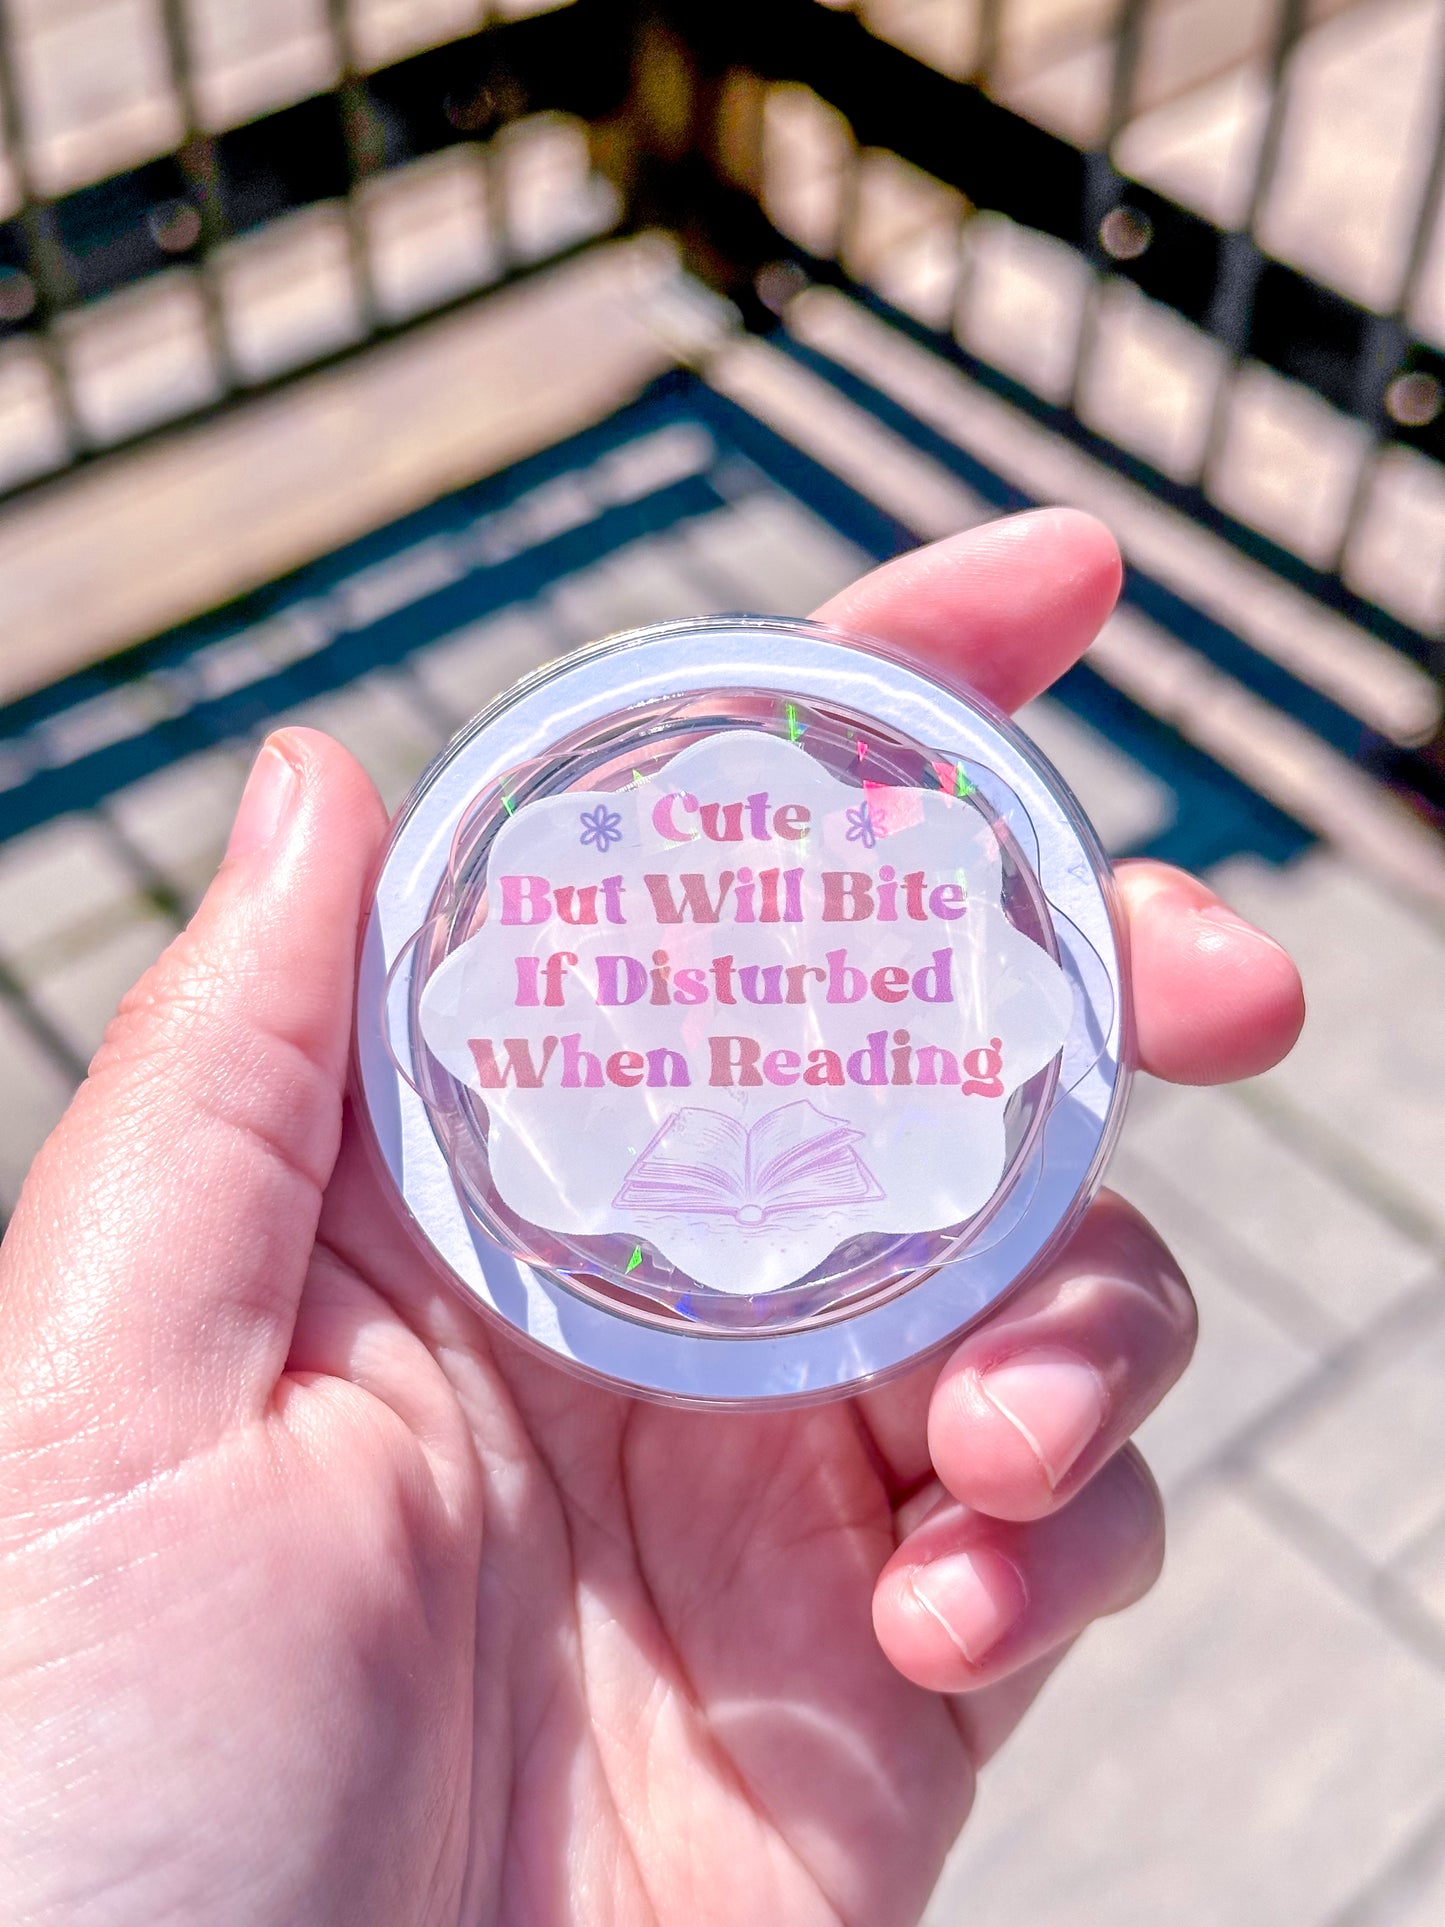 Cute
But Will Bite
If Disturbed
When Reading